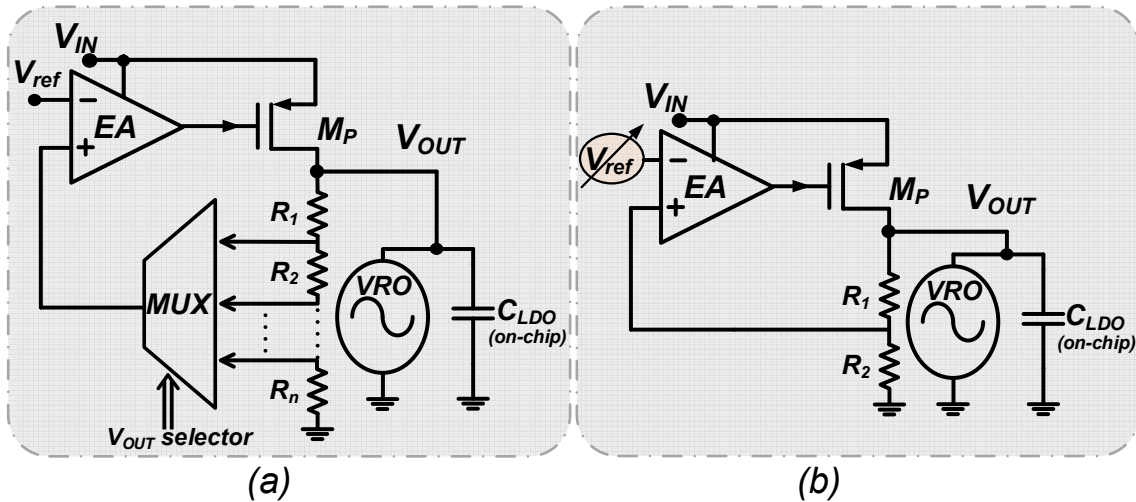 V_IN
V_ref
−
EA
+
M_P
V_OUT
R_1
R_2
MUX
VRO
C_LDO
(on-chip)
R_n
V_OUT selector
(a)
V_IN
V_ref
−
EA
+
M_P
V_OUT
R_1
VRO
C_LDO
(on-chip)
R_2
(b)